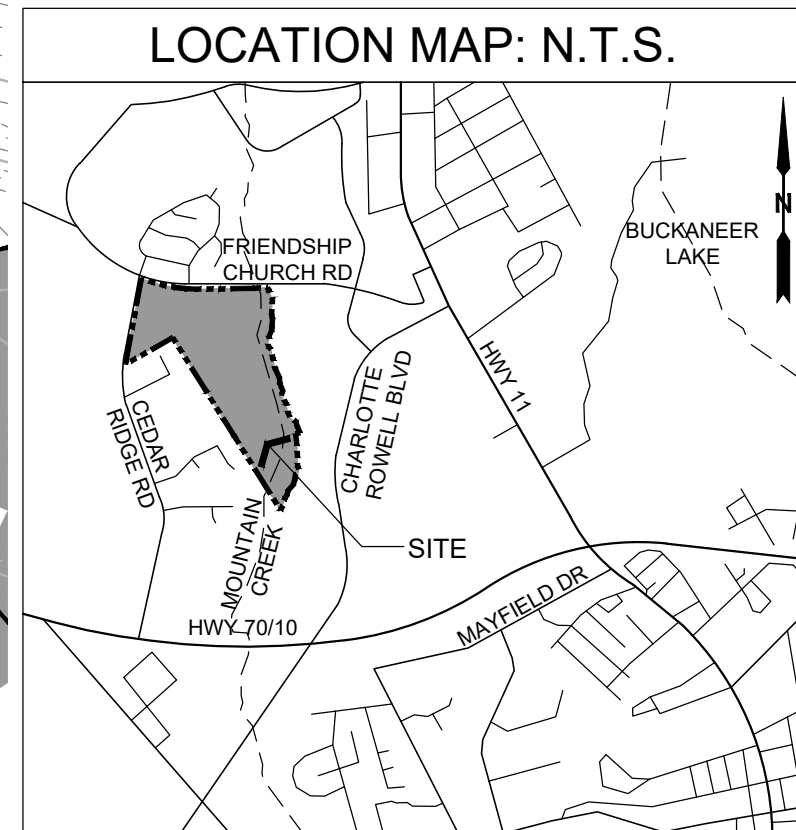 LOCATION MAP: N.T.S.
N
BUCKANEER
LAKE
FRIENDSHIP
CHURCH RD
HWY 11
CHARLOTTE
ROWELL BLVD
CEDAR
RIDGE RD
MOUNTAIN
CREEK
SITE
MAYFIELD DR
HWY 70/10